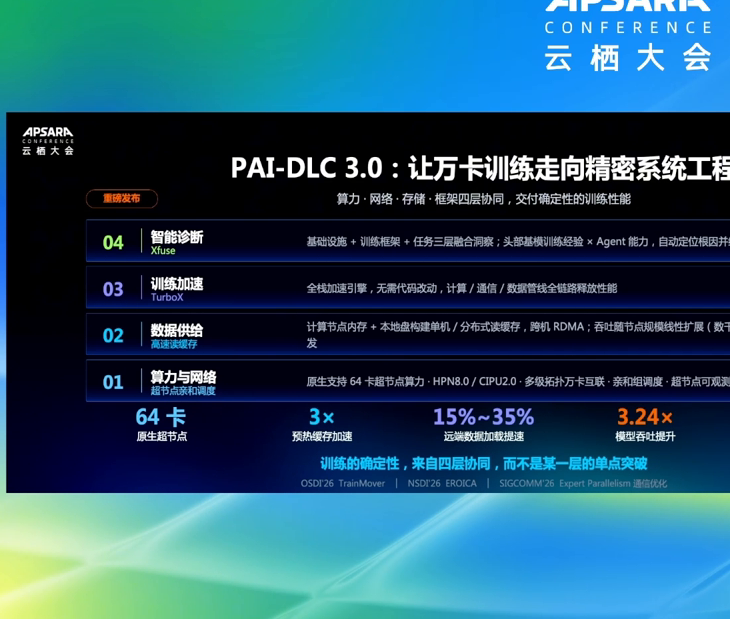 APSARA
CONFERENCE
云栖大会
APSARA
CONFERENCE
云栖大会
PAI-DLC 3.0：让万卡训练走向精密系统工程
重磅发布
算力 · 网络 · 存储 · 框架四层协同，交付确定性的训练性能
04 智能诊断
Xfuse
基础设施 + 训练框架 + 任务三层融合洞察；头部基模训练经验 × Agent 能力，自动定位根因并
03 训练加速
TurboX
全栈加速引擎，无需代码改动，计算 / 通信 / 数据管线全链路释放性能
02 数据供给
高速读缓存
计算节点内存 + 本地盘构建单机 / 分布式读缓存，跨机 RDMA；吞吐随节点规模线性扩展（数千
发
01 算力与网络
超节点亲和调度
原生支持 64 卡超节点算力 · HPN8.0 / CIPU2.0 · 多级拓扑万卡互联 · 亲和组调度 · 超节点可观测
64 卡
原生超节点
3×
预热缓存加速
15%~35%
远端数据加载提速
3.24×
模型吞吐提升
训练的确定性，来自四层协同，而不是某一层的单点突破
OSDI'26 TrainMover | NSDI'26 EROICA | SIGCOMM'26 Expert Parallelism 通信优化